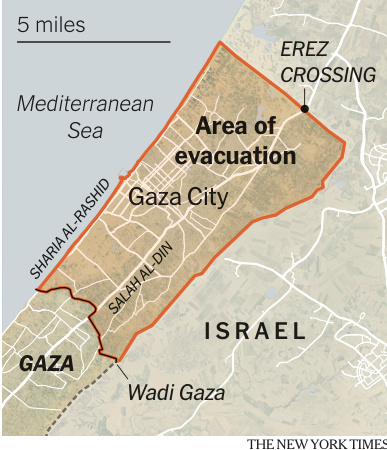 5 miles
EREZ
CROSSING
Mediterranean
Sea
Area of
evacuation
SHARIA AL-RASHID
Gaza City
SALAH AL-DIN
ISRAEL
GAZA
Wadi Gaza
THE NEW YORK TIMES